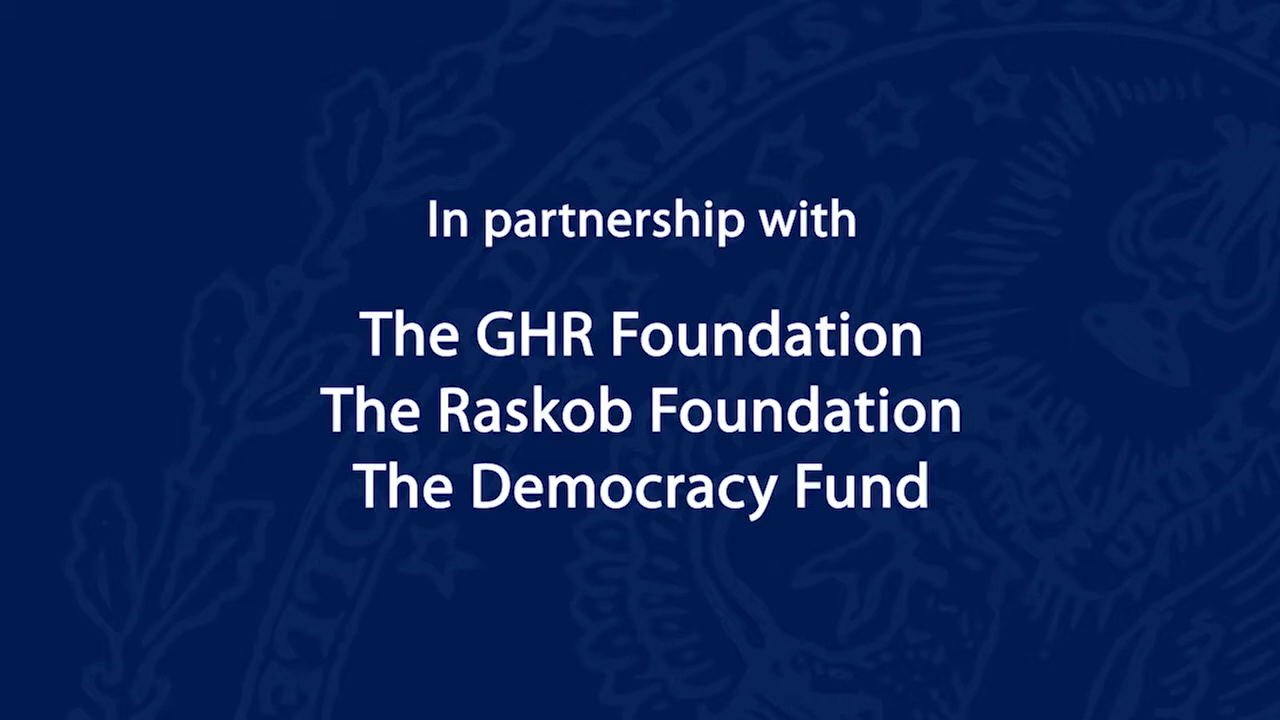 In partnership with
The GHR Foundation
The Raskob Foundation
The Democracy Fund